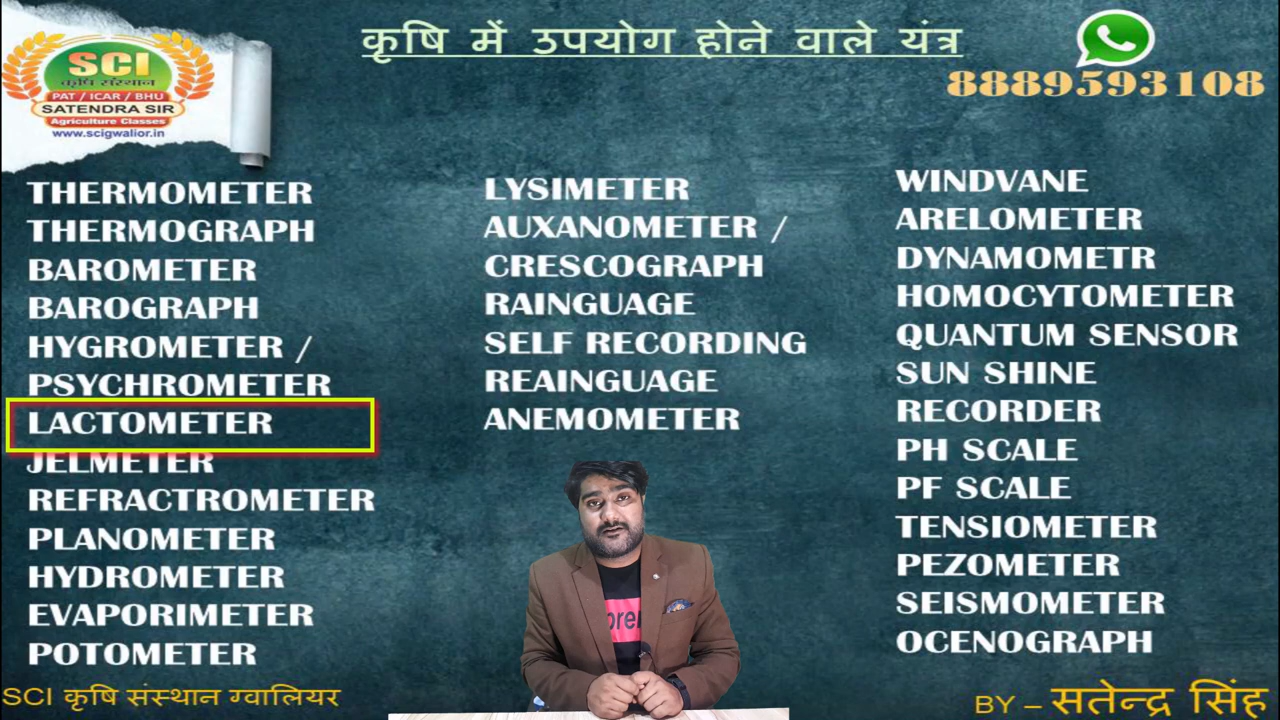 कृषि में उपयोग होने वाले यंत्र
8889593108
SCI
कृषि संस्थान
PAT / ICAR / BHU
SATENDRA SIR
Agriculture Classes
www.scigwalior.in
THERMOMETER
THERMOGRAPH
BAROMETER
BAROGRAPH
HYGROMETER /
PSYCHROMETER
LACTOMETER
JELMETER
REFRACTROMETER
PLANOMETER
HYDROMETER
EVAPORIMETER
POTOMETER
LYSIMETER
AUXANOMETER /
CRESCOGRAPH
RAINGUAGE
SELF RECORDING
REAINGUAGE
ANEMOMETER
WINDVANE
ARELOMETER
DYNAMOMETR
HOMOCYTOMETER
QUANTUM SENSOR
SUN SHINE
RECORDER
PH SCALE
PF SCALE
TENSIOMETER
PEZOMETER
SEISMOMETER
OCENOGRAPH
SCI कृषि संस्थान ग्वालियर
BY – सतेन्द्र सिंह